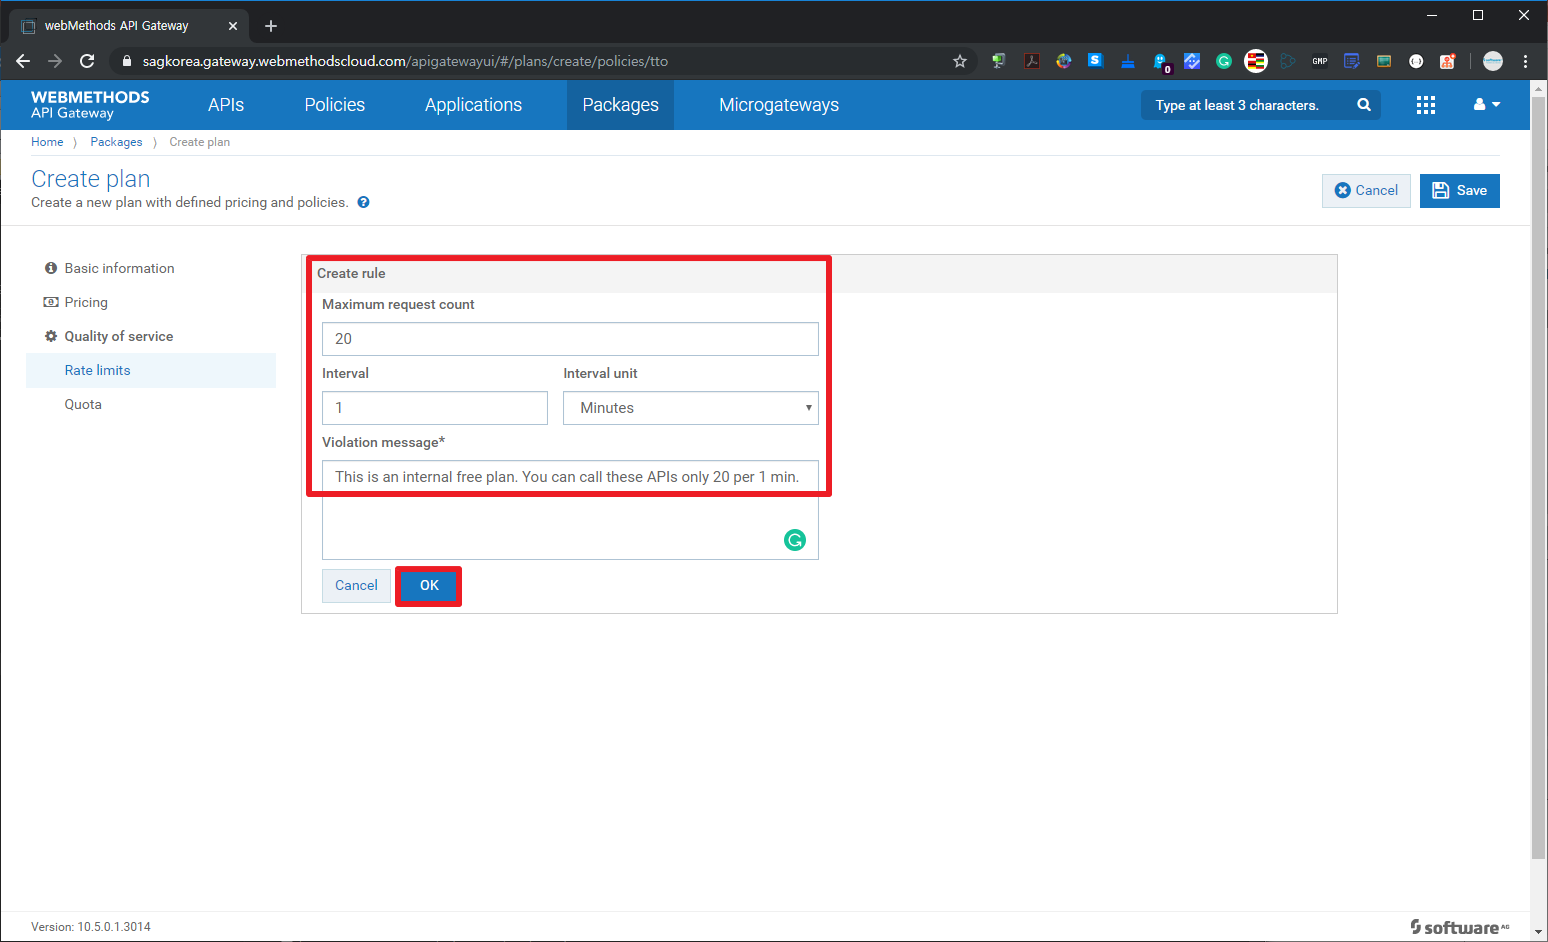 webMethods API Gateway
sagkorea.gateway.webmethodscloud.com/apigatewayui/#/plans/create/policies/tto
S
0
GMP
WEBMETHODS
API Gateway
APIs
Policies
Applications
Packages
Microgateways
Type at least 3 characters.
Home
Packages
Create plan
Create plan
Create a new plan with defined pricing and policies.
Cancel
Save
Basic information
Pricing
Quality of service
Rate limits
Quota
Create rule
Maximum request count
20
Interval
Interval unit
1
Minutes
Violation message*
This is an internal free plan. You can call these APIs only 20 per 1 min.
Cancel
OK
Version: 10.5.0.1.3014
software AG